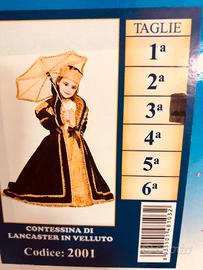 TAGLIE
1ª
2ª
3ª
4ª
5ª
6ª
CONTESSINA DI
LANCASTER IN VELLUTO
Codice: 2001